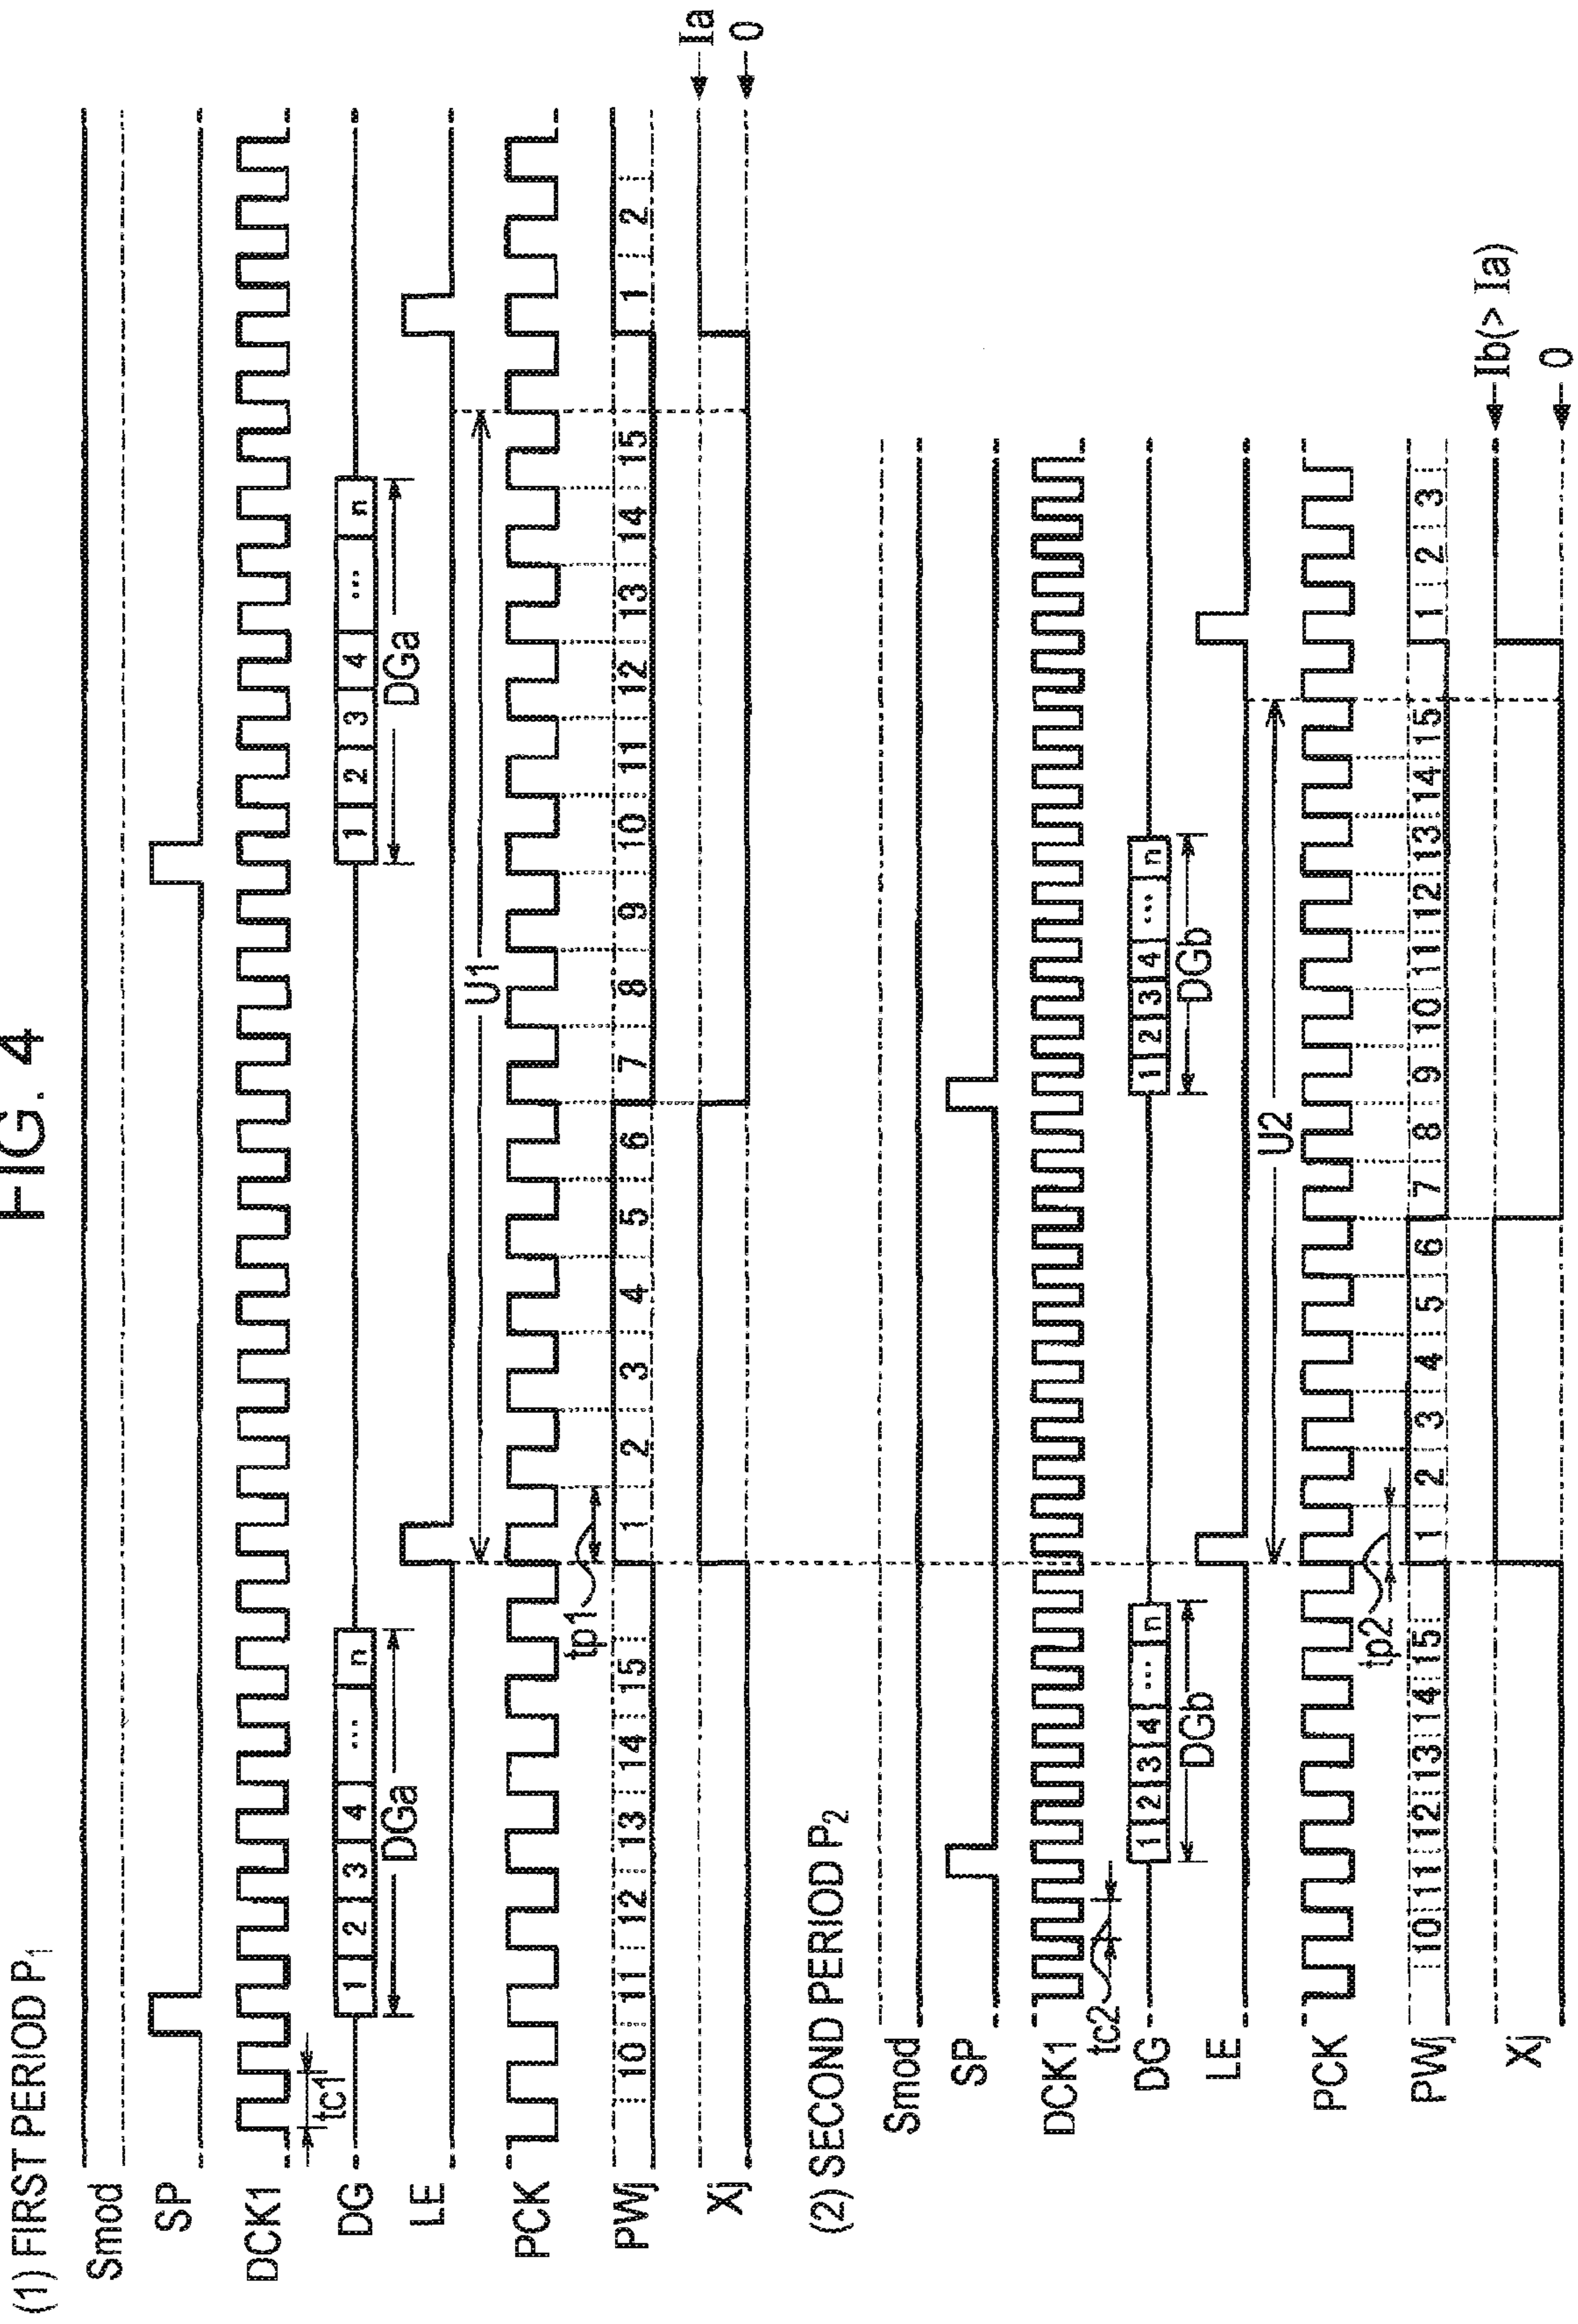 FIG. 4
(1) FIRST PERIOD P1
Smod
SP
DCK1
tc1
DG
1 2 3 4 ... n
1 2 3 4 ... n
DGa
DGa
LE
U1
PCK
tp1
PWj
10 11 12 13 14 15 1 2 3 4 5 6 7 8 9 10 11 12 13 14 15 1 2
Xj
Ia
0
(2) SECOND PERIOD P2
Smod
SP
DCK1
tc2
DG
1 2 3 4 ... n
1 2 3 4 ... n
DGb
DGb
LE
U2
PCK
tp2
PWj
10 11 12 13 14 15 1 2 3 4 5 6 7 8 9 10 11 12 13 14 15 1 2 3
Xj
Ib(> Ia)
0